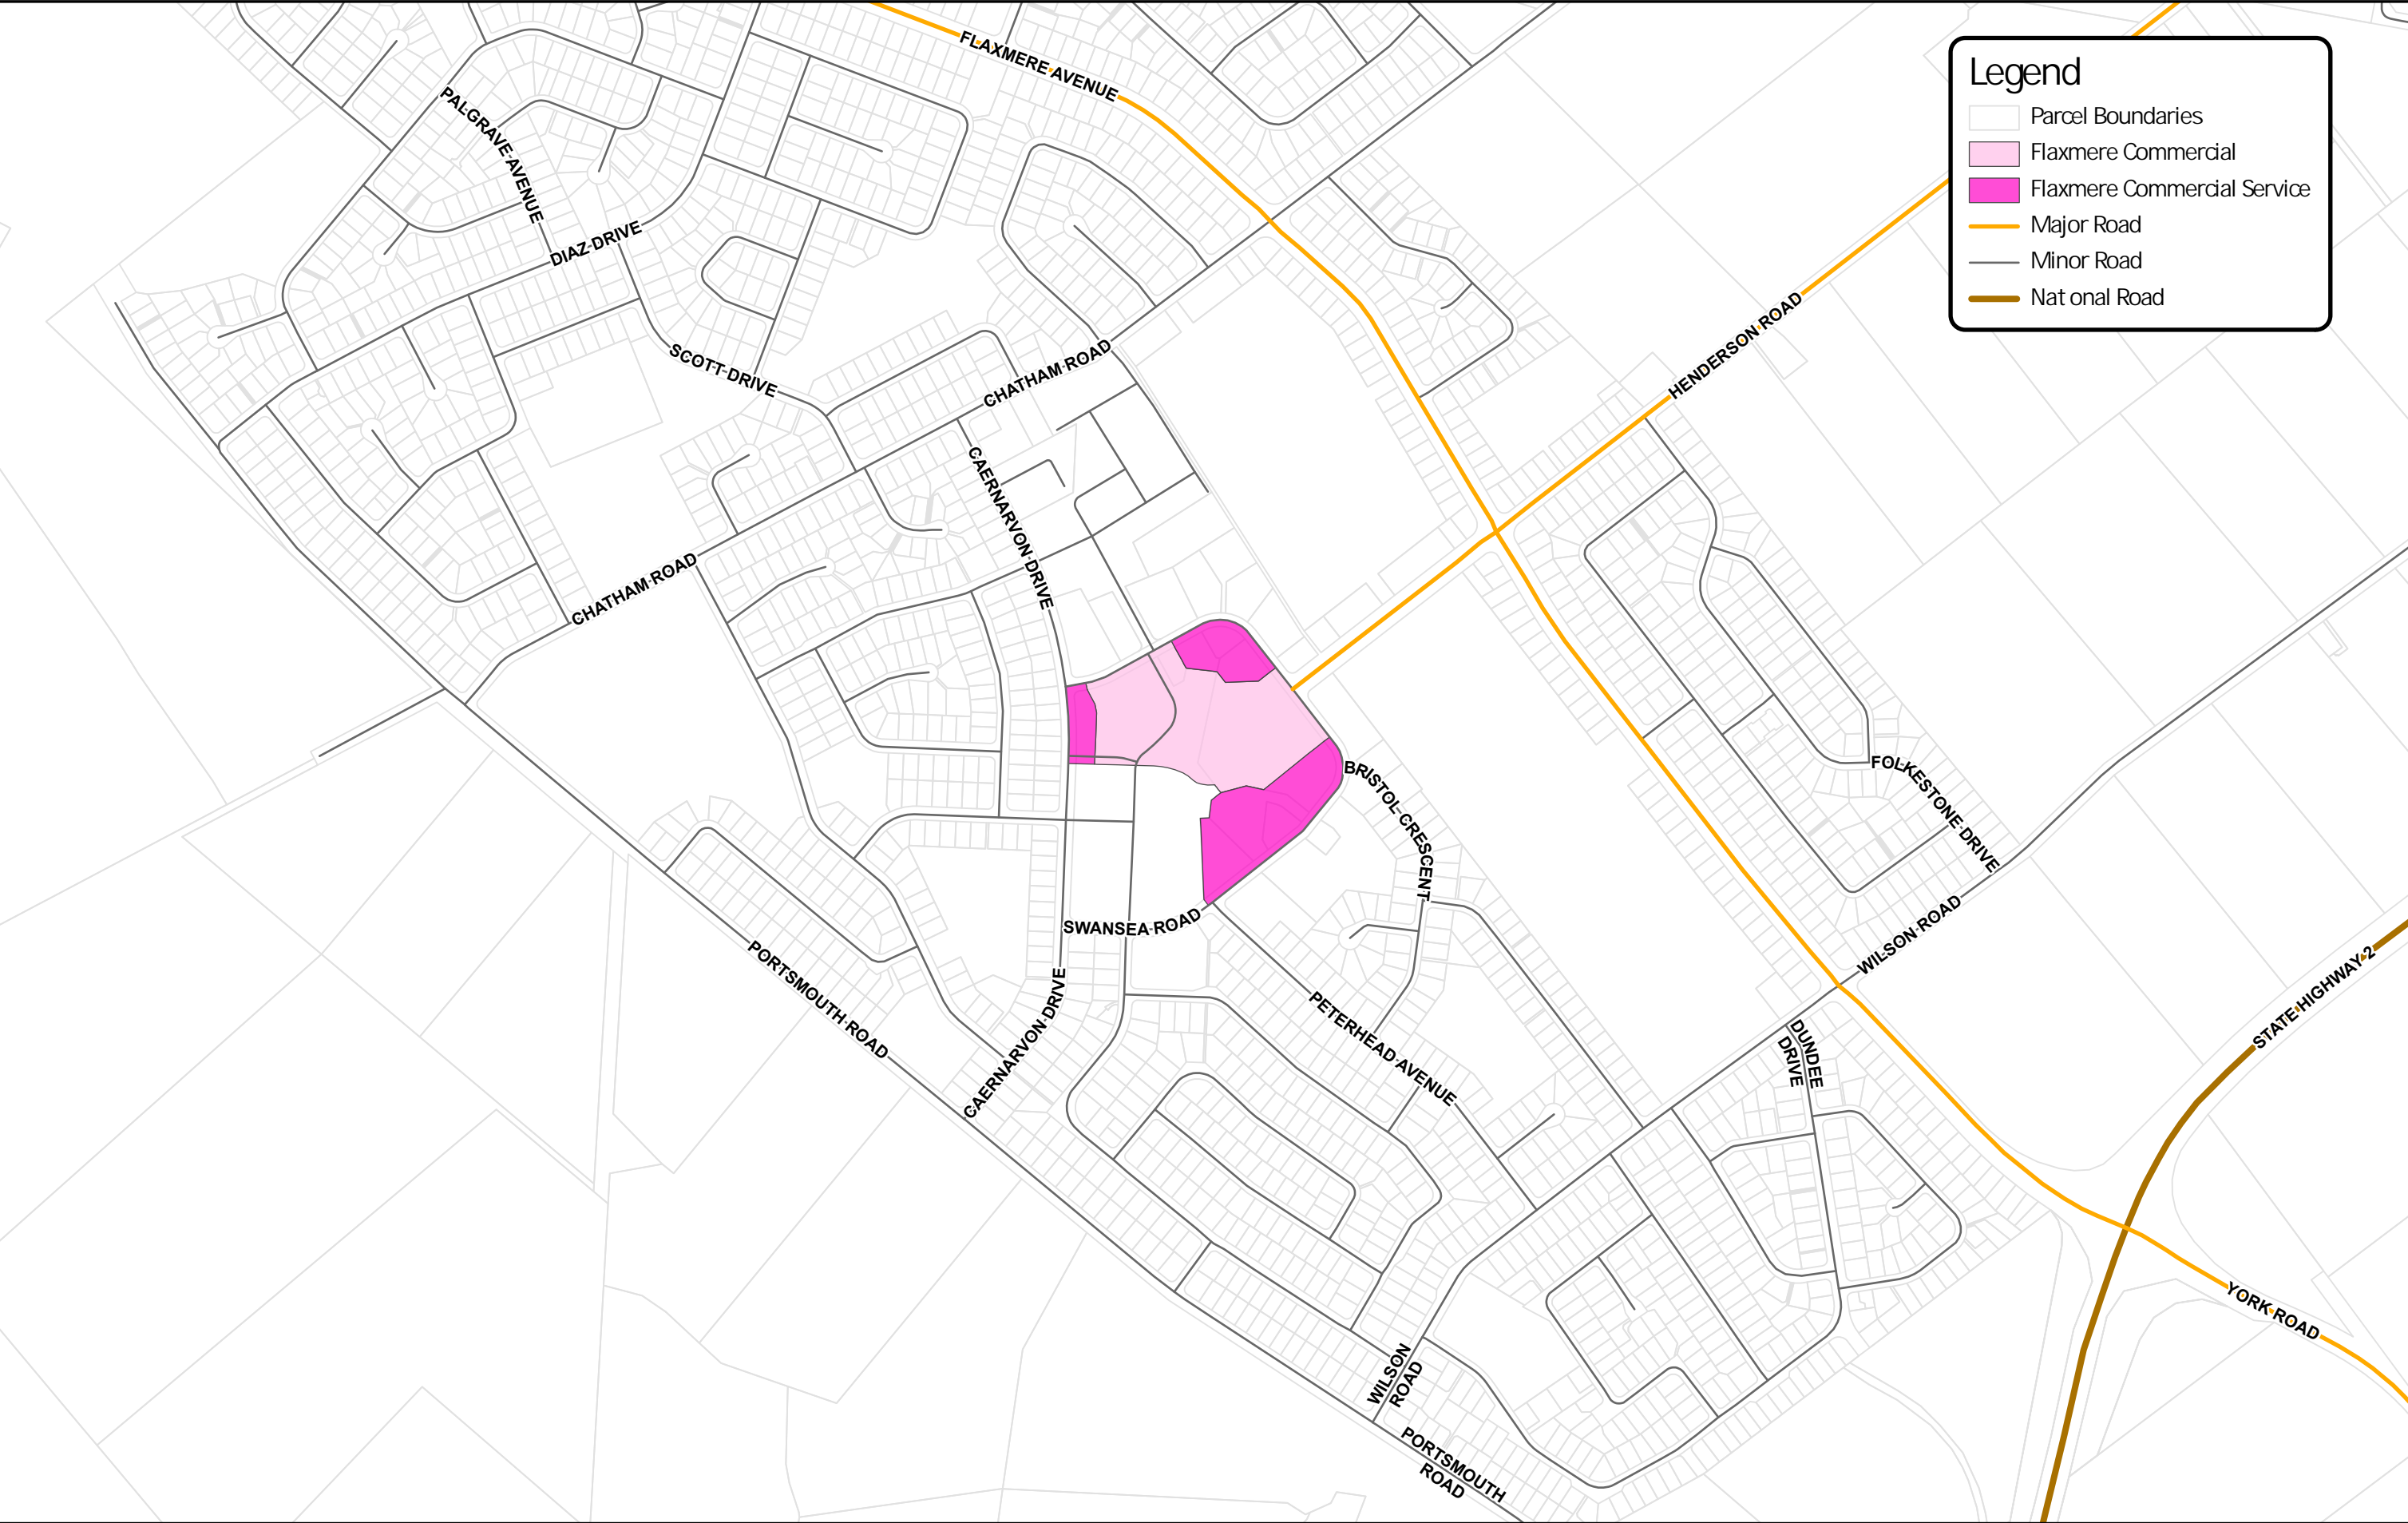 FLAXMERE AVENUE
PALGRAVE AVENUE
DIAZ DRIVE
SCOTT DRIVE
CHATHAM ROAD
CAERNARVON DRIVE
CHATHAM ROAD
HENDERSON ROAD
Legend
Parcel Boundaries
Flaxmere Commercial
Flaxmere Commercial Service
Major Road
Minor Road
Nat onal Road
BRISTOL CRESCENT
FOLKESTONE DRIVE
SWANSEA ROAD
WILSON ROAD
STATE HIGHWAY 2
PORTSMOUTH ROAD
CAERNARVON DRIVE
PETERHEAD AVENUE
DUNDEE
DRIVE
YORK ROAD
WILSON
ROAD
PORTSMOUTH
ROAD